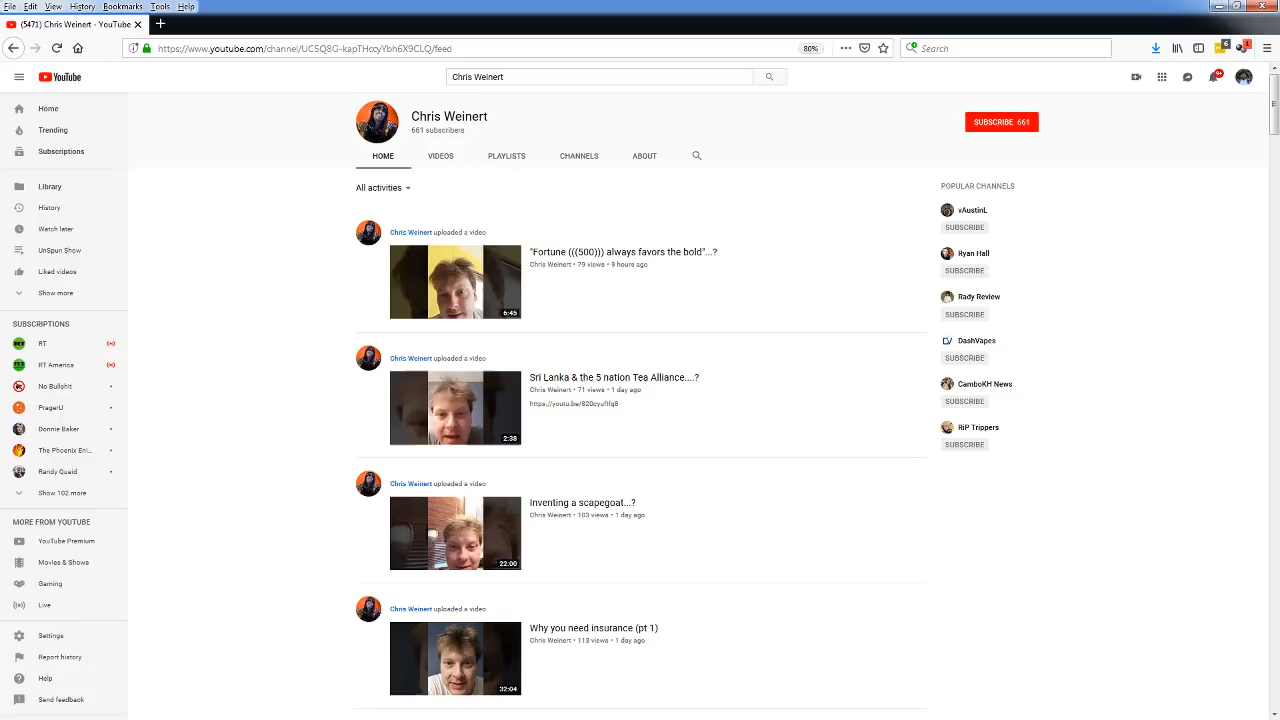 File Edit View History Bookmarks Tools Help
(5471) Chris Weinert - YouTube
https://www.youtube.com/channel/UC5Q8G-kapTHccyYbh6X9CLQ/feed
80%
Search
6
1
YouTube
Chris Weinert
9+
Home
Trending
Subscriptions
Library
History
Watch later
UnSpun Show
Liked videos
Show more
SUBSCRIPTIONS
RT
RT America
No Bullshit
PragerU
Donnie Baker
The Phoenix Eni...
Randy Quaid
Show 102 more
MORE FROM YOUTUBE
YouTube Premium
Movies & Shows
Gaming
Live
Settings
Report history
Help
Send feedback
Chris Weinert
661 subscribers
SUBSCRIBE 661
HOME VIDEOS PLAYLISTS CHANNELS ABOUT
All activities
Chris Weinert uploaded a video
"Fortune (((500))) always favors the bold"...?
Chris Weinert • 79 views • 9 hours ago
6:45
Chris Weinert uploaded a video
Sri Lanka & the 5 nation Tea Alliance....?
Chris Weinert • 71 views • 1 day ago
https://youtu.be/820cyuflfq8
2:38
Chris Weinert uploaded a video
Inventing a scapegoat...?
Chris Weinert • 103 views • 1 day ago
22:00
Chris Weinert uploaded a video
Why you need insurance (pt 1)
Chris Weinert • 113 views • 1 day ago
32:04
POPULAR CHANNELS
vAustinL
SUBSCRIBE
Ryan Hall
SUBSCRIBE
Rady Review
SUBSCRIBE
DashVapes
SUBSCRIBE
CamboKH News
SUBSCRIBE
RiP Trippers
SUBSCRIBE